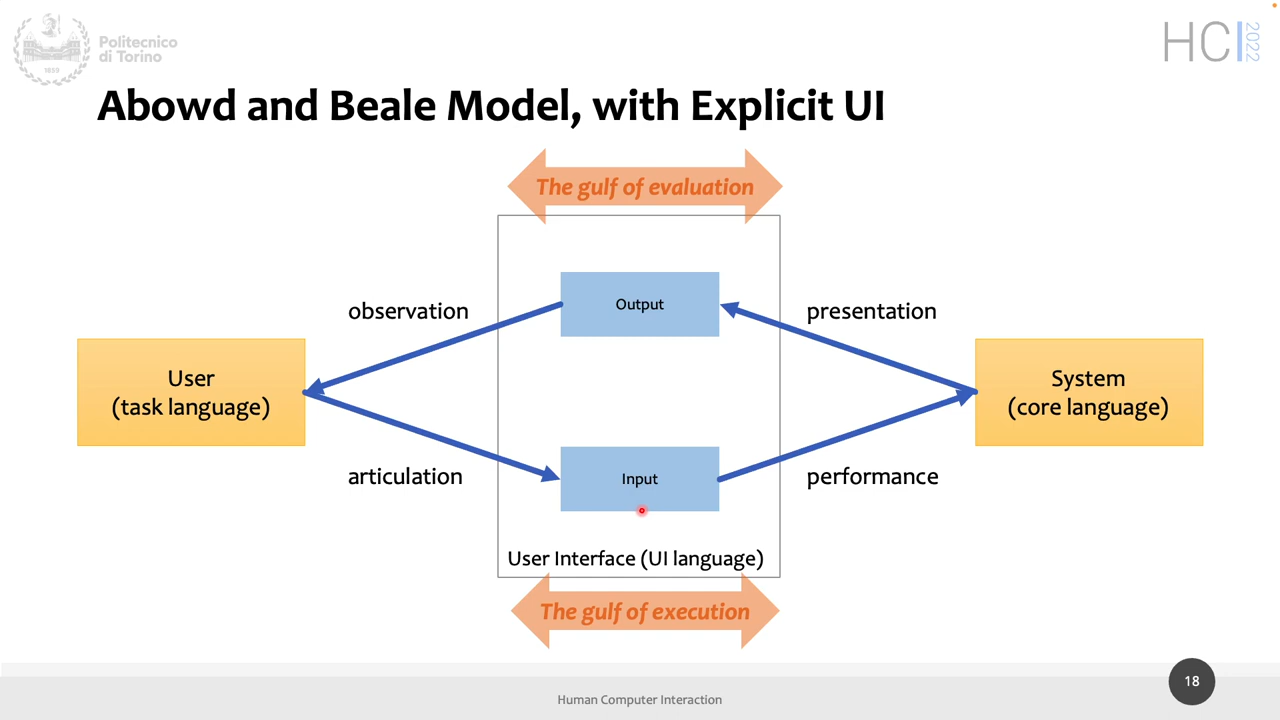 Politecnico
di Torino
1859
HCI
2022
Abowd and Beale Model, with Explicit UI
The gulf of evaluation
Output
observation
presentation
User
(task language)
System
(core language)
articulation
Input
performance
User Interface (UI language)
The gulf of execution
18
Human Computer Interaction